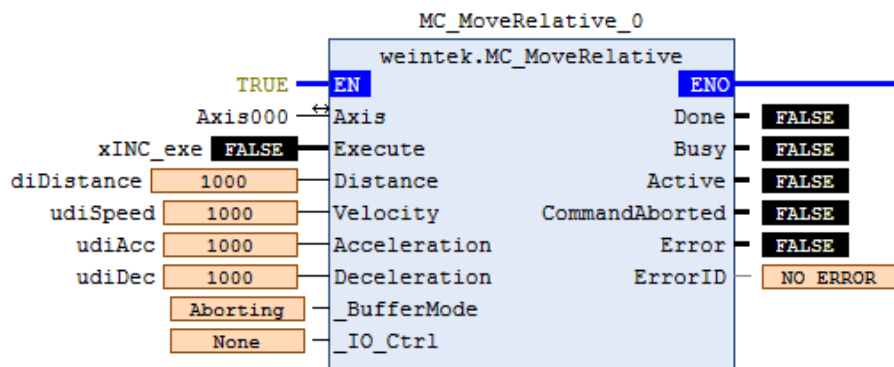 MC_MoveRelative_0
weintek.MC_MoveRelative
TRUE EN ENO
Axis000 Axis Done FALSE
xINC_exe FALSE Execute Busy FALSE
diDistance 1000 Distance Active FALSE
udiSpeed 1000 Velocity CommandAborted FALSE
udiAcc 1000 Acceleration Error FALSE
udiDec 1000 Deceleration ErrorID NO ERROR
Aborting _BufferMode
None _IO_Ctrl